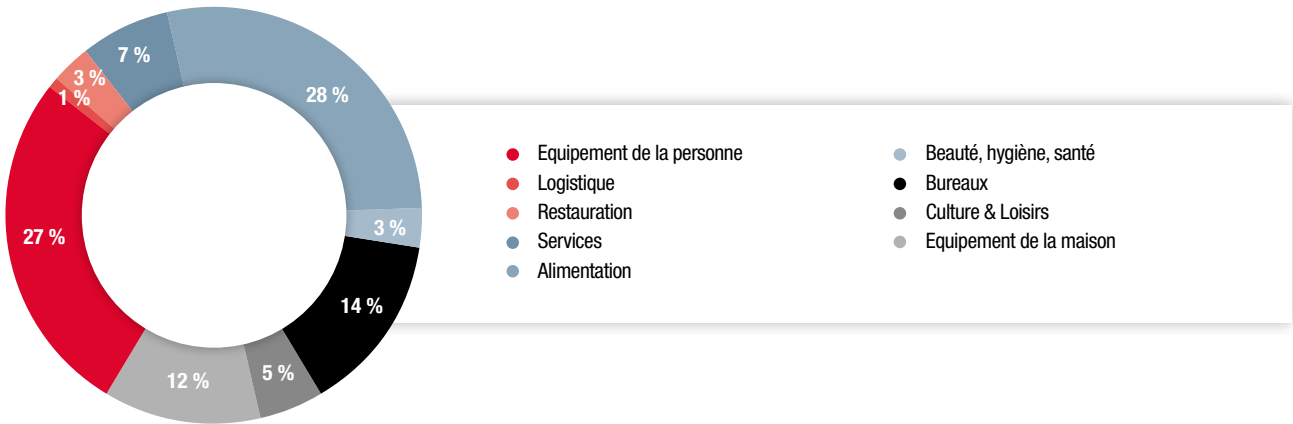 7 %
3 %
1 %
28 %
27 %
3 %
14 %
5 %
12 %
Equipement de la personne
Logistique
Restauration
Services
Alimentation
Beauté, hygiène, santé
Bureaux
Culture & Loisirs
Equipement de la maison